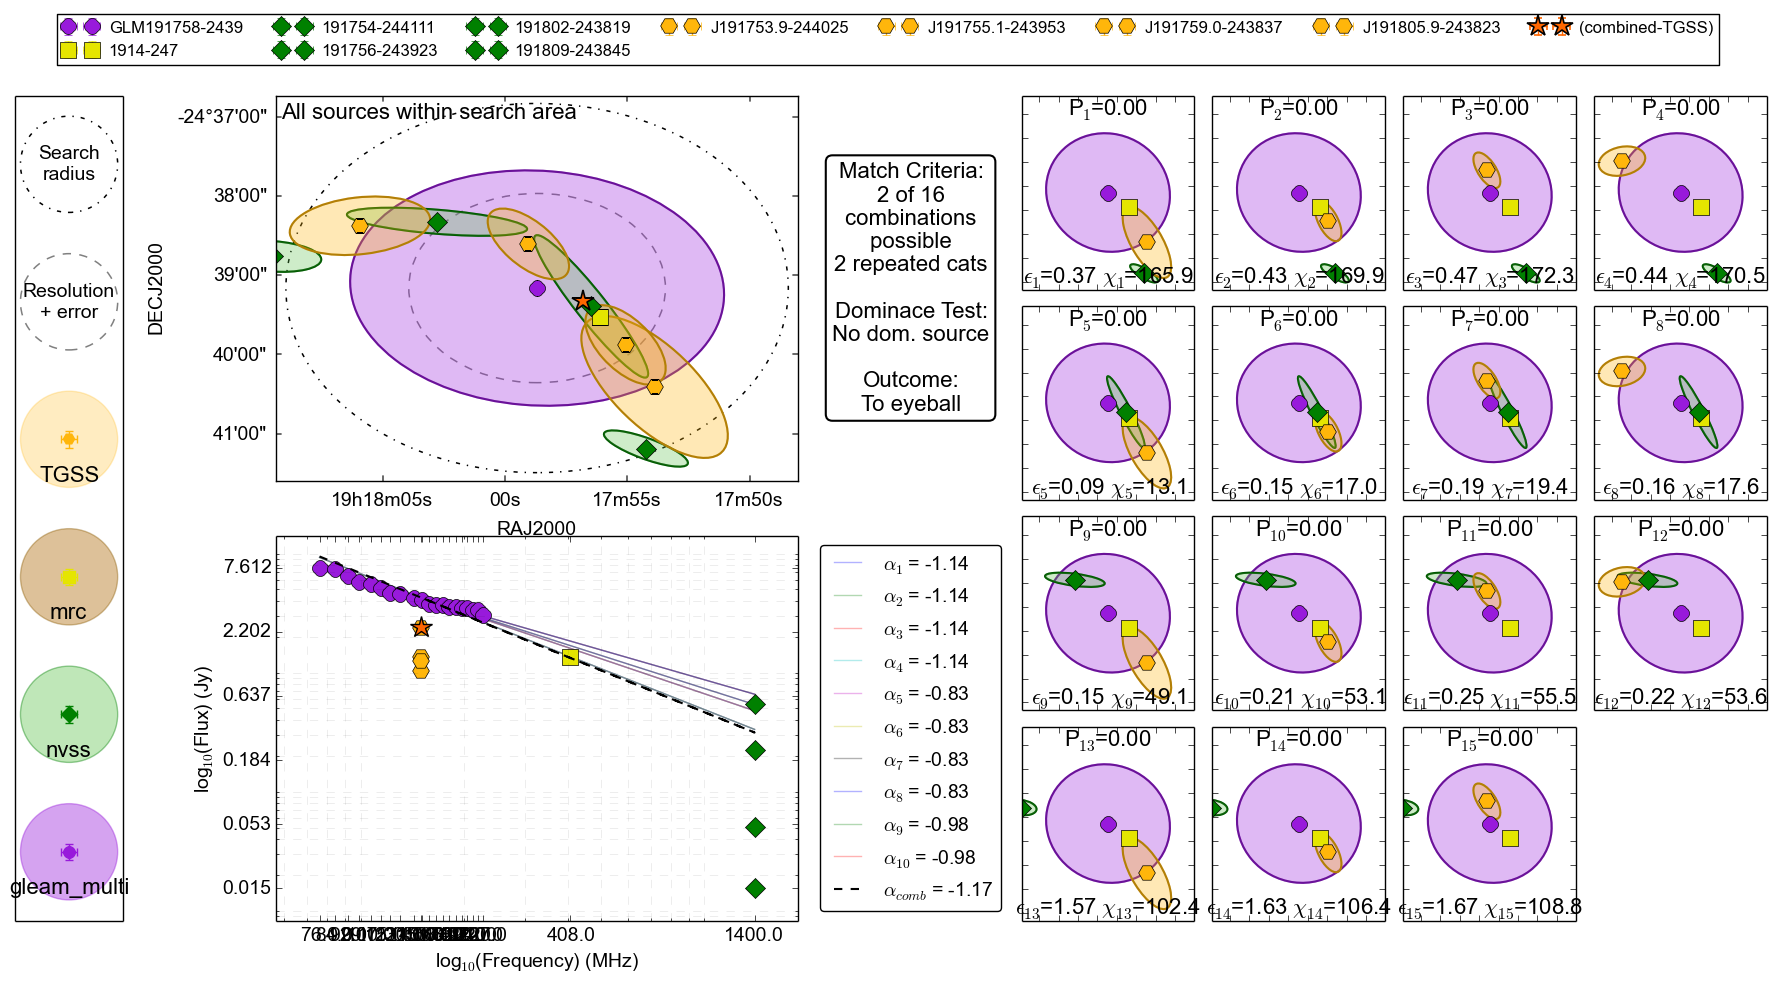 GLM191758-2439 191754-244111 191802-243819 J191753.9-244025 J191755.1-243953 J191759.0-243837 J191805.9-243823 (combined-TGSS)
1914-247 191756-243923 191809-243845
Search
radius
Resolution
+ error
TGSS
mrc
nvss
gleam_multi
All sources within search area
-24°37'00"
38'00"
39'00"
40'00"
41'00"
DECJ2000
19h18m05s 00s 17m55s 17m50s
RAJ2000
Match Criteria:
2 of 16
combinations
possible
2 repeated cats
Dominace Test:
No dom. source
Outcome:
To eyeball
7.612
2.202
0.637
0.184
0.053
0.015
log10(Flux) (Jy)
408.0 1400.0
log10(Frequency) (MHz)
α1 = -1.14
α2 = -1.14
α3 = -1.14
α4 = -1.14
α5 = -0.83
α6 = -0.83
α7 = -0.83
α8 = -0.83
α9 = -0.98
α10 = -0.98
αcomb = -1.17
P1=0.00 P2=0.00 P3=0.00 P4=0.00
ϵ1=0.37 χ1=165.9 ϵ2=0.43 χ2=169.9 ϵ3=0.47 χ3=172.3 ϵ4=0.44 χ4=170.5
P5=0.00 P6=0.00 P7=0.00 P8=0.00
ϵ5=0.09 χ5=13.1 ϵ6=0.15 χ6=17.0 ϵ7=0.19 χ7=19.4 ϵ8=0.16 χ8=17.6
P9=0.00 P10=0.00 P11=0.00 P12=0.00
ϵ9=0.15 χ9=49.1 ϵ10=0.21 χ10=53.1 ϵ11=0.25 χ11=55.5 ϵ12=0.22 χ12=53.6
P13=0.00 P14=0.00 P15=0.00
ϵ13=1.57 χ13=102.4 ϵ14=1.63 χ14=106.4 ϵ15=1.67 χ15=108.8